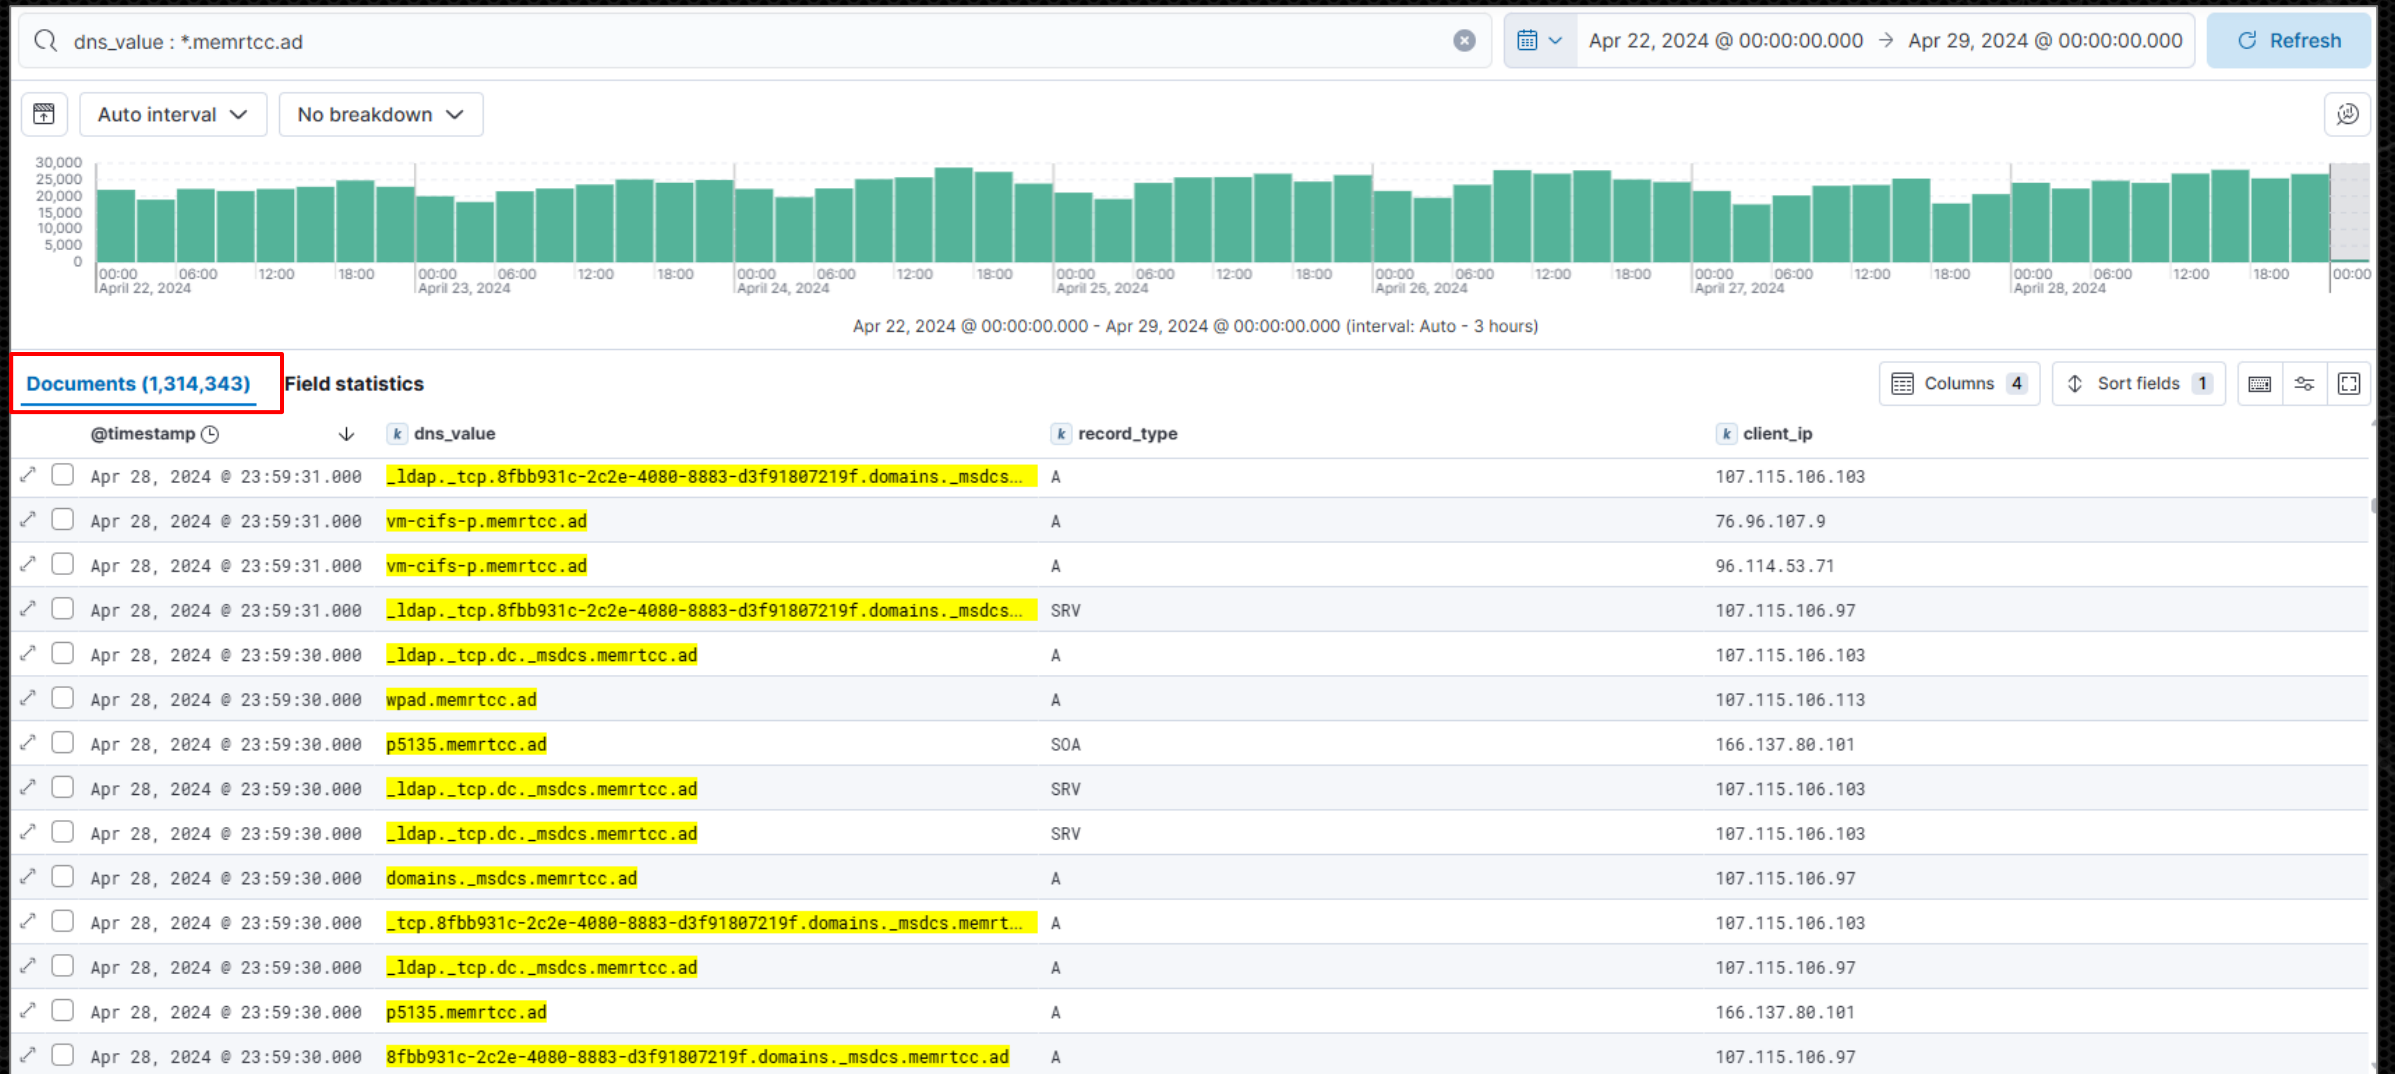 dns_value : *.memrtcc.ad
Apr 22, 2024 @ 00:00:00.000 → Apr 29, 2024 @ 00:00:00.000
Refresh
Auto interval
No breakdown
30,000
25,000
20,000
15,000
10,000
5,000
0
00:00 06:00 12:00 18:00 00:00 06:00 12:00 18:00 00:00 06:00 12:00 18:00 00:00 06:00 12:00 18:00 00:00 06:00 12:00 18:00 00:00 06:00 12:00 18:00 00:00 06:00 12:00 18:00 00:00
April 22, 2024 April 23, 2024 April 24, 2024 April 25, 2024 April 26, 2024 April 27, 2024 April 28, 2024
Apr 22, 2024 @ 00:00:00.000 - Apr 29, 2024 @ 00:00:00.000 (interval: Auto - 3 hours)
Documents (1,314,343) Field statistics Columns 4 Sort fields 1
@timestamp k dns_value k record_type k client_ip
Apr 28, 2024 @ 23:59:31.000 _ldap._tcp.8fbb931c-2c2e-4080-8883-d3f91807219f.domains._msdcs... A 107.115.106.103
Apr 28, 2024 @ 23:59:31.000 vm-cifs-p.memrtcc.ad A 76.96.107.9
Apr 28, 2024 @ 23:59:31.000 vm-cifs-p.memrtcc.ad A 96.114.53.71
Apr 28, 2024 @ 23:59:31.000 _ldap._tcp.8fbb931c-2c2e-4080-8883-d3f91807219f.domains._msdcs... SRV 107.115.106.97
Apr 28, 2024 @ 23:59:30.000 _ldap._tcp.dc._msdcs.memrtcc.ad A 107.115.106.103
Apr 28, 2024 @ 23:59:30.000 wpad.memrtcc.ad A 107.115.106.113
Apr 28, 2024 @ 23:59:30.000 p5135.memrtcc.ad SOA 166.137.80.101
Apr 28, 2024 @ 23:59:30.000 _ldap._tcp.dc._msdcs.memrtcc.ad SRV 107.115.106.103
Apr 28, 2024 @ 23:59:30.000 _ldap._tcp.dc._msdcs.memrtcc.ad SRV 107.115.106.103
Apr 28, 2024 @ 23:59:30.000 domains._msdcs.memrtcc.ad A 107.115.106.97
Apr 28, 2024 @ 23:59:30.000 _tcp.8fbb931c-2c2e-4080-8883-d3f91807219f.domains._msdcs.memrt... A 107.115.106.103
Apr 28, 2024 @ 23:59:30.000 _ldap._tcp.dc._msdcs.memrtcc.ad A 107.115.106.97
Apr 28, 2024 @ 23:59:30.000 p5135.memrtcc.ad A 166.137.80.101
Apr 28, 2024 @ 23:59:30.000 8fbb931c-2c2e-4080-8883-d3f91807219f.domains._msdcs.memrtcc.ad A 107.115.106.97